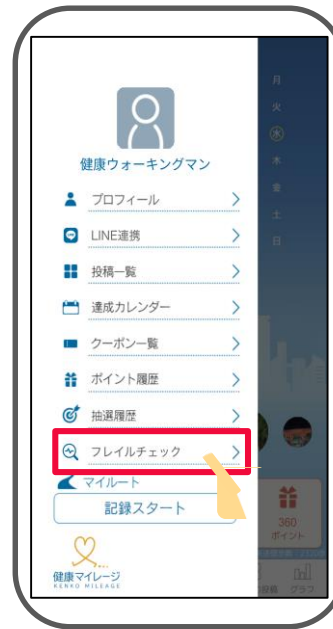 健康ウォーキングマン
プロフィール
LINE連携
投稿一覧
達成カレンダー
クーポン一覧
ポイント履歴
抽選履歴
フレイルチェック
マイルート
記録スタート
健康マイレージ
KENKO MILEAGE
月
火
水
木
金
土
日
360
ポイント
グラフ